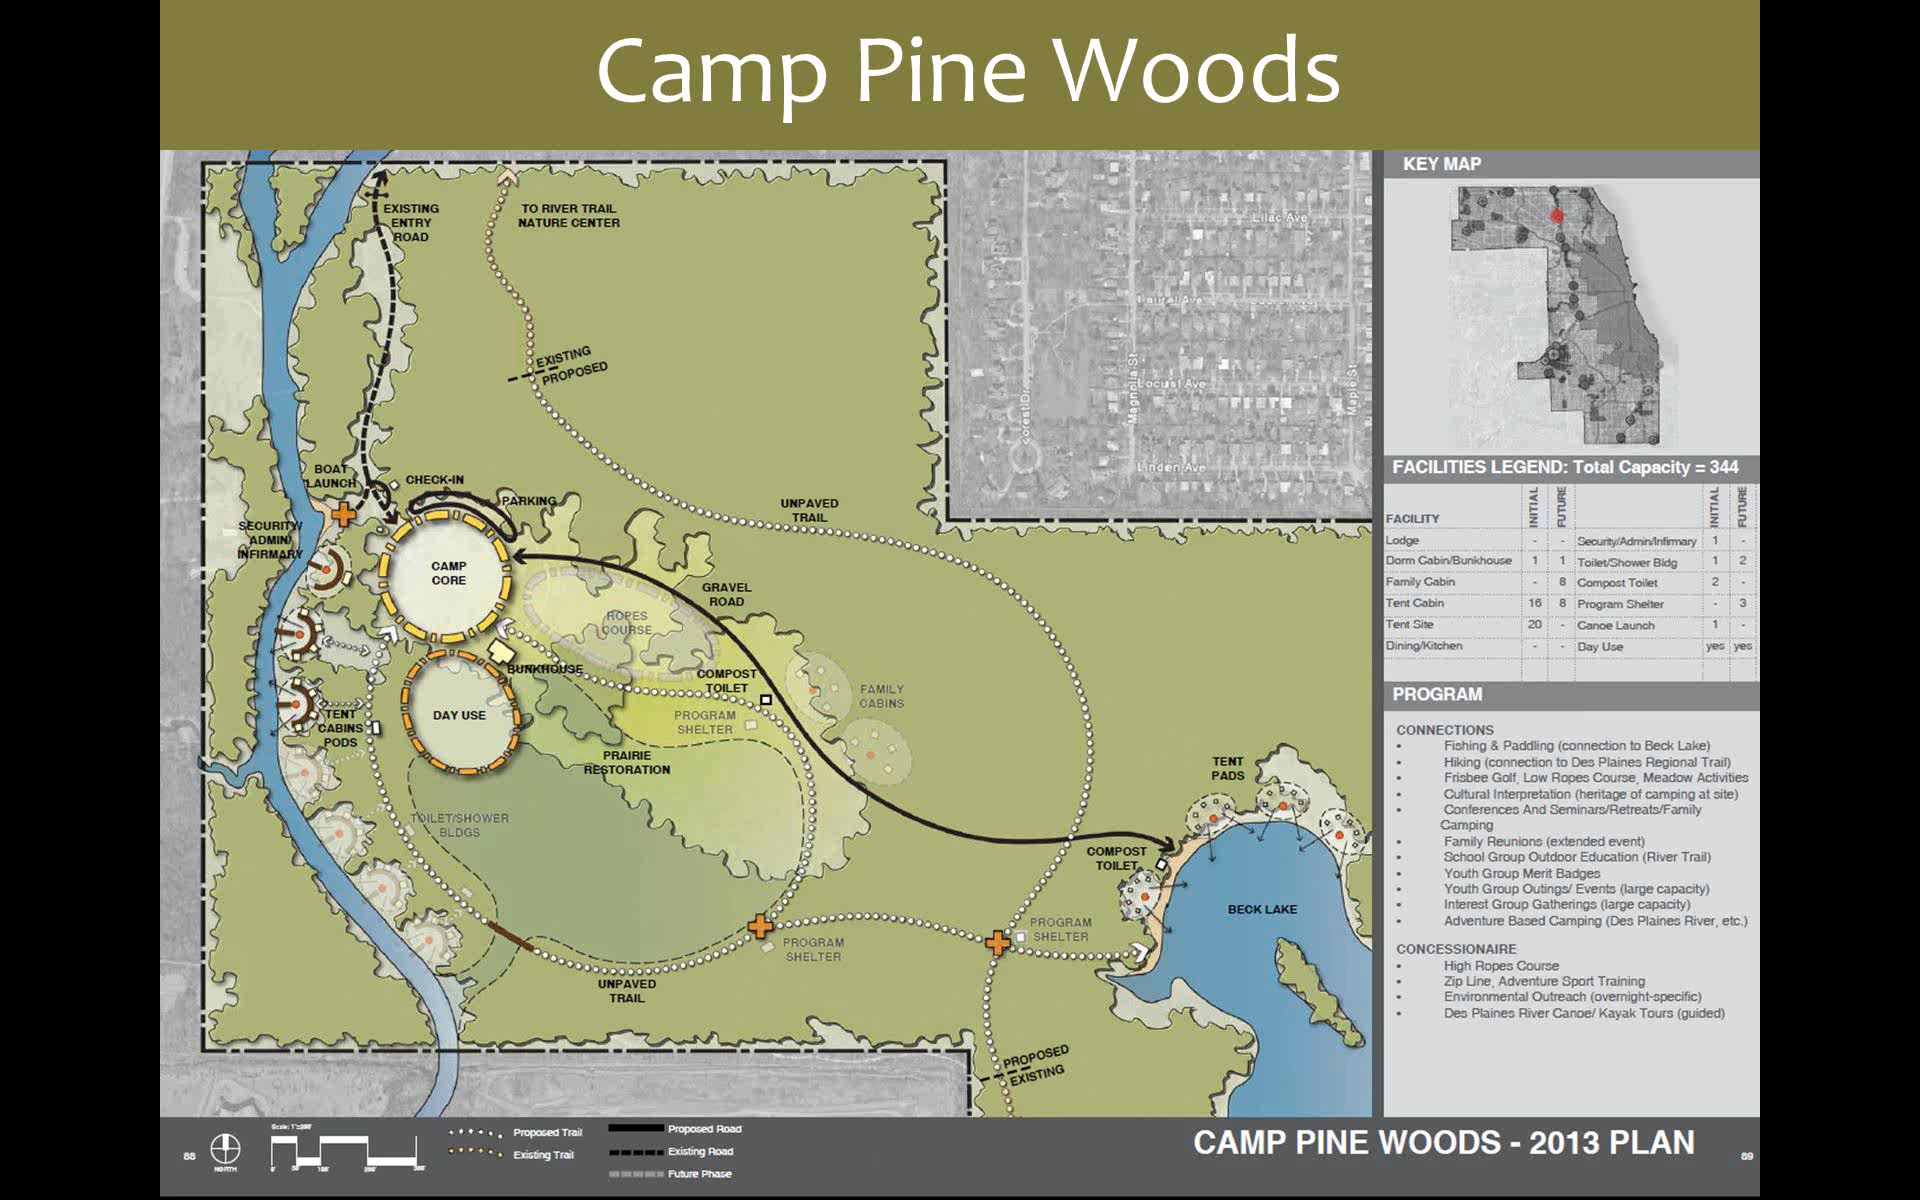 Camp Pine Woods
EXISTING
ENTRY
ROAD
TO RIVER TRAIL
NATURE CENTER
EXISTING
PROPOSED
Lilac Ave
Laurel Ave
Locust Ave
Linden Ave
Magnolia St
Maple St
BOAT
LAUNCH
CHECK-IN
PARKING
SECURITY/
ADMIN/
INFIRMARY
CAMP
CORE
UNPAVED
TRAIL
GRAVEL
ROAD
ROPES
COURSE
BUNKHOUSE
COMPOST
TOILET
FAMILY
CABINS
DAY USE
PROGRAM
SHELTER
TENT
CABINS
PODS
PRAIRIE
RESTORATION
TENT
PADS
TOILET/SHOWER
BLDGS
COMPOST
TOILET
BECK LAKE
PROGRAM
SHELTER
PROGRAM
SHELTER
UNPAVED
TRAIL
PROPOSED
EXISTING
KEY MAP
FACILITIES LEGEND: Total Capacity = 344
FACILITY INITIAL FUTURE INITIAL FUTURE
Lodge - - Security/Admin/Infirmary 1 -
Dorm Cabin/Bunkhouse 1 1 Toilet/Shower Bldg 1 2
Family Cabin - 8 Compost Toilet 2 -
Tent Cabin 16 8 Program Shelter - 3
Tent Site 20 - Canoe Launch 1 -
Dining/Kitchen - - Day Use yes yes
PROGRAM
CONNECTIONS
• Fishing & Paddling (connection to Beck Lake)
• Hiking (connection to Des Plaines Regional Trail)
• Frisbee Golf, Low Ropes Course, Meadow Activities
• Cultural Interpretation (heritage of camping at site)
• Conferences And Seminars/Retreats/Family
Camping
• Family Reunions (extended event)
• School Group Outdoor Education (River Trail)
• Youth Group Merit Badges
• Youth Group Outings/ Events (large capacity)
• Interest Group Gatherings (large capacity)
• Adventure Based Camping (Des Plaines River, etc.)
CONCESSIONAIRE
• High Ropes Course
• Zip Line, Adventure Sport Training
• Environmental Outreach (overnight-specific)
• Des Plaines River Canoe/ Kayak Tours (guided)
88
NORTH
0' 50' 100' 200'
Proposed Trail
Existing Trail
Proposed Road
Existing Road
Future Phase
CAMP PINE WOODS - 2013 PLAN
89